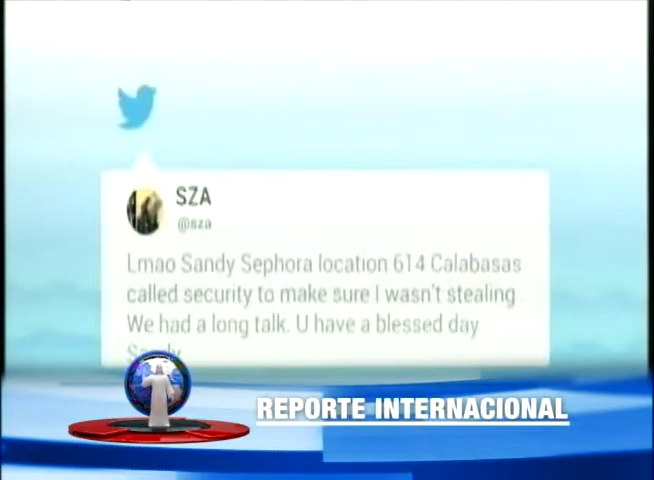 SZA
@sza
Lmao Sandy Sephora location 614 Calabasas
called security to make sure I wasn't stealing.
We had a long talk. U have a blessed day
REPORTE INTERNACIONAL